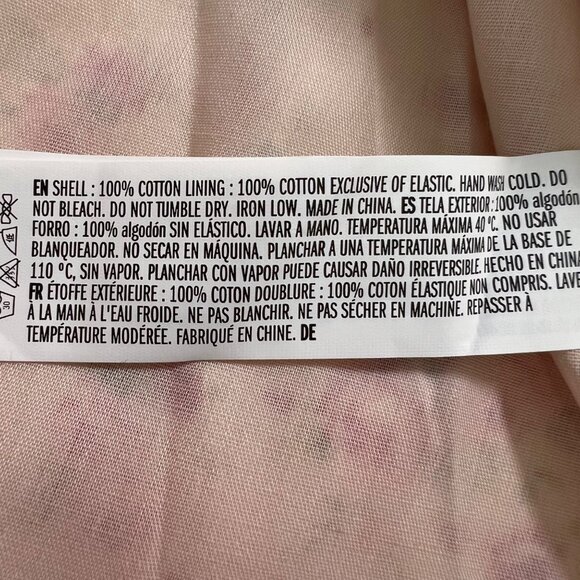 EN SHELL : 100% COTTON LINING : 100% COTTON EXCLUSIVE OF ELASTIC. HAND WASH COLD. DO
NOT BLEACH. DO NOT TUMBLE DRY. IRON LOW. MADE IN CHINA. ES TELA EXTERIOR :100% algodón
FORRO : 100% algodón SIN ELÁSTICO. LAVAR A MANO. TEMPERATURA MÁXIMA 40 °C. NO USAR
BLANQUEADOR. NO SECAR EN MÁQUINA. PLANCHAR A UNA TEMPERATURA MÁXIMA DE LA BASE DE
110 °C, SIN VAPOR. PLANCHAR CON VAPOR PUEDE CAUSAR DAÑO IRREVERSIBLE. HECHO EN CHINA
FR ÉTOFFE EXTÉRIEURE : 100% COTON DOUBLURE : 100% COTON ÉLASTIQUE NON COMPRIS. LAVE
À LA MAIN À L'EAU FROIDE. NE PAS BLANCHIR. NE PAS SÉCHER EN MACHINE. REPASSER À
TEMPÉRATURE MODÉRÉE. FABRIQUÉ EN CHINE. DE
30